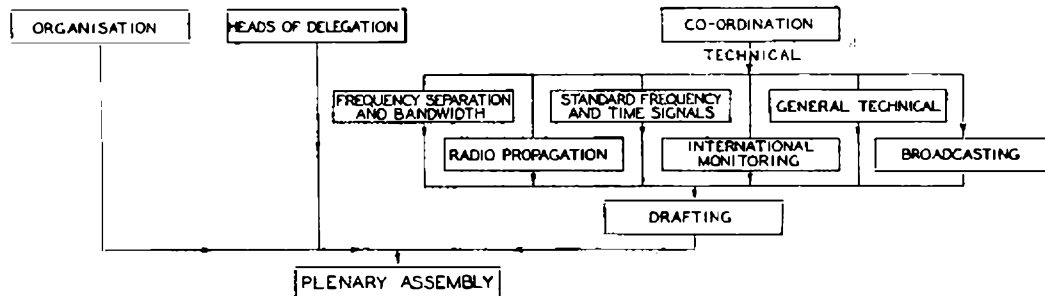 ORGANISATION
HEADS OF DELEGATION
CO-ORDINATION
TECHNICAL
FREQUENCY SEPARATION
AND BANDWIDTH
STANDARD FREQUENCY
AND TIME SIGNALS
GENERAL TECHNICAL
RADIO PROPAGATION
INTERNATIONAL
MONITORING
BROADCASTING
DRAFTING
PLENARY ASSEMBLY